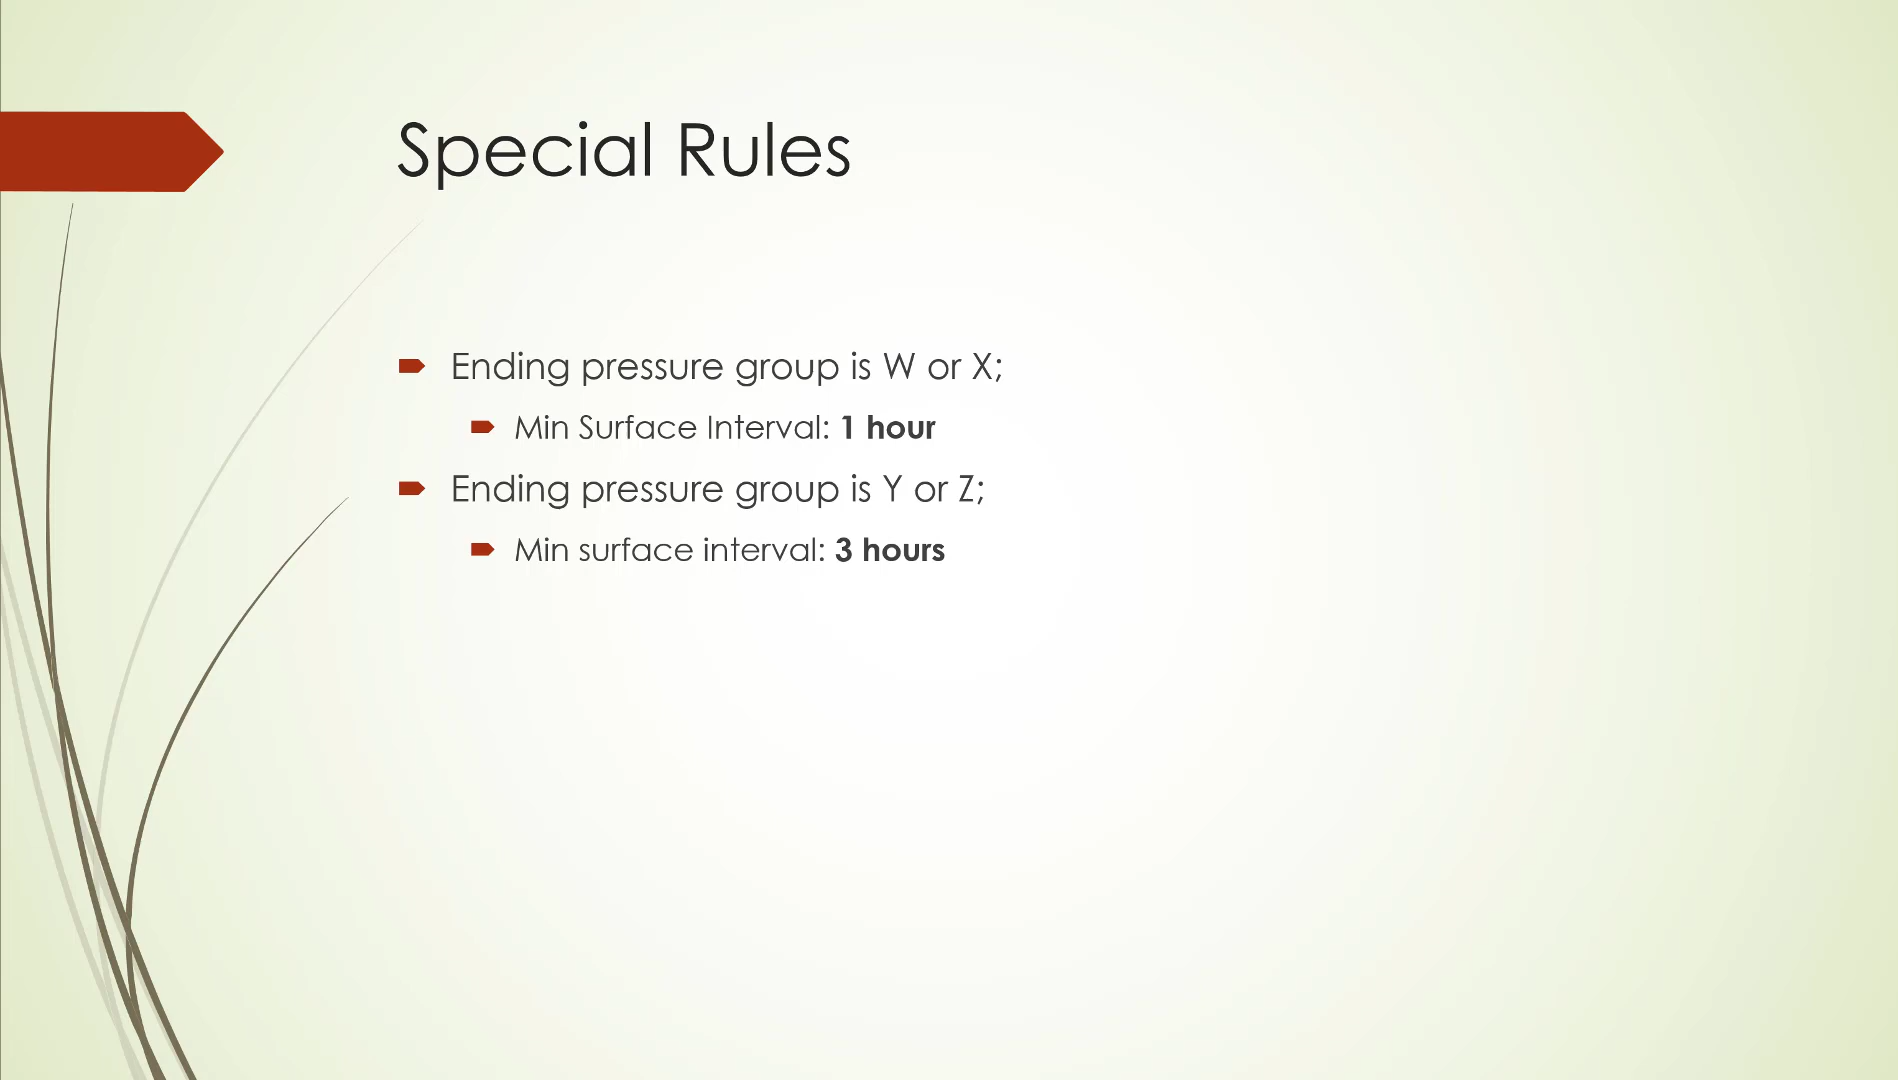 Special Rules
Ending pressure group is W or X;
Min Surface Interval: 1 hour
Ending pressure group is Y or Z;
Min surface interval: 3 hours